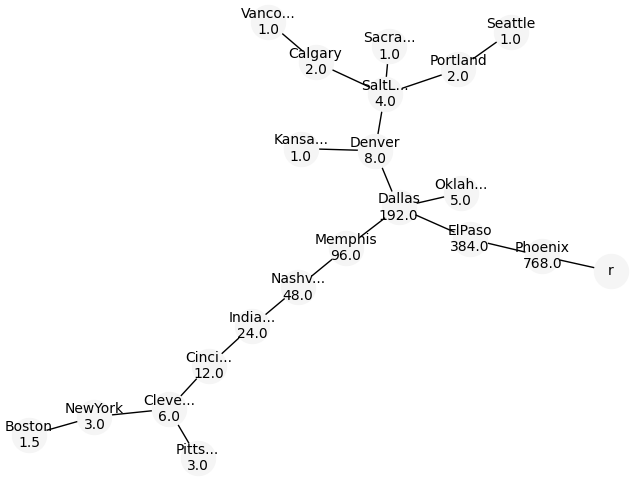 Vanco...
1.0
Calgary
2.0
Sacra...
1.0
Seattle
1.0
Portland
2.0
SaltL...
4.0
Kansa...
1.0
Denver
8.0
Oklah...
5.0
Dallas
192.0
ElPaso
384.0
Phoenix
768.0
r
Memphis
96.0
Nashv...
48.0
India...
24.0
Cinci...
12.0
Cleve...
6.0
NewYork
3.0
Boston
1.5
Pitts...
3.0